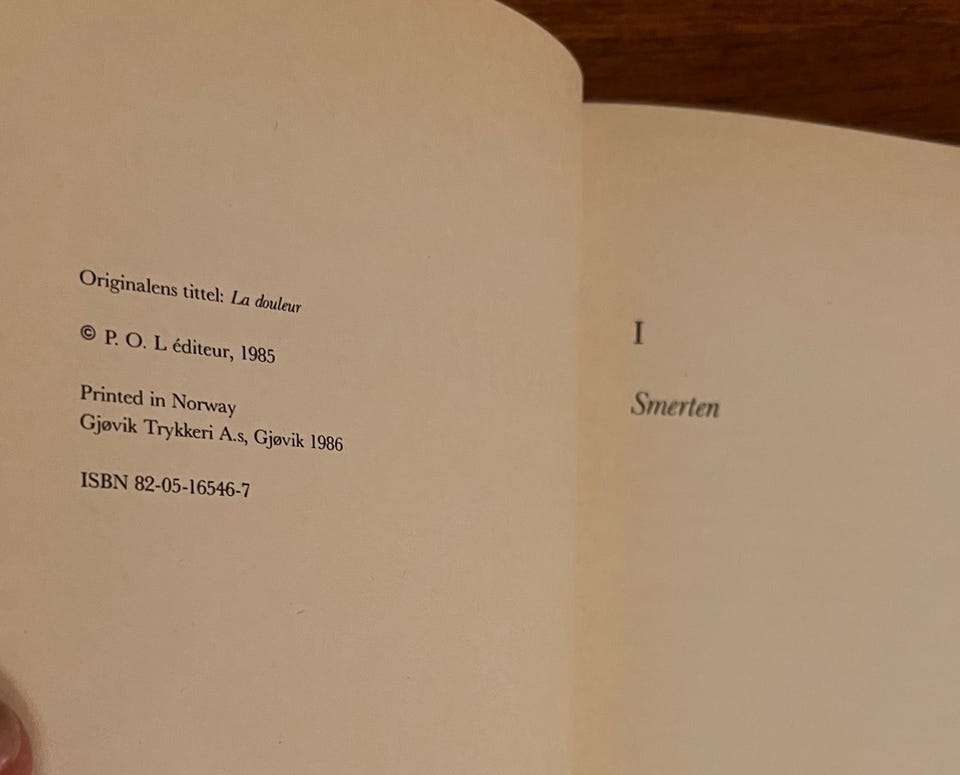 Originalens tittel: La douleur
© P. O. L éditeur, 1985
Printed in Norway
Gjøvik Trykkeri A.s, Gjøvik 1986
ISBN 82-05-16546-7
I
Smerten